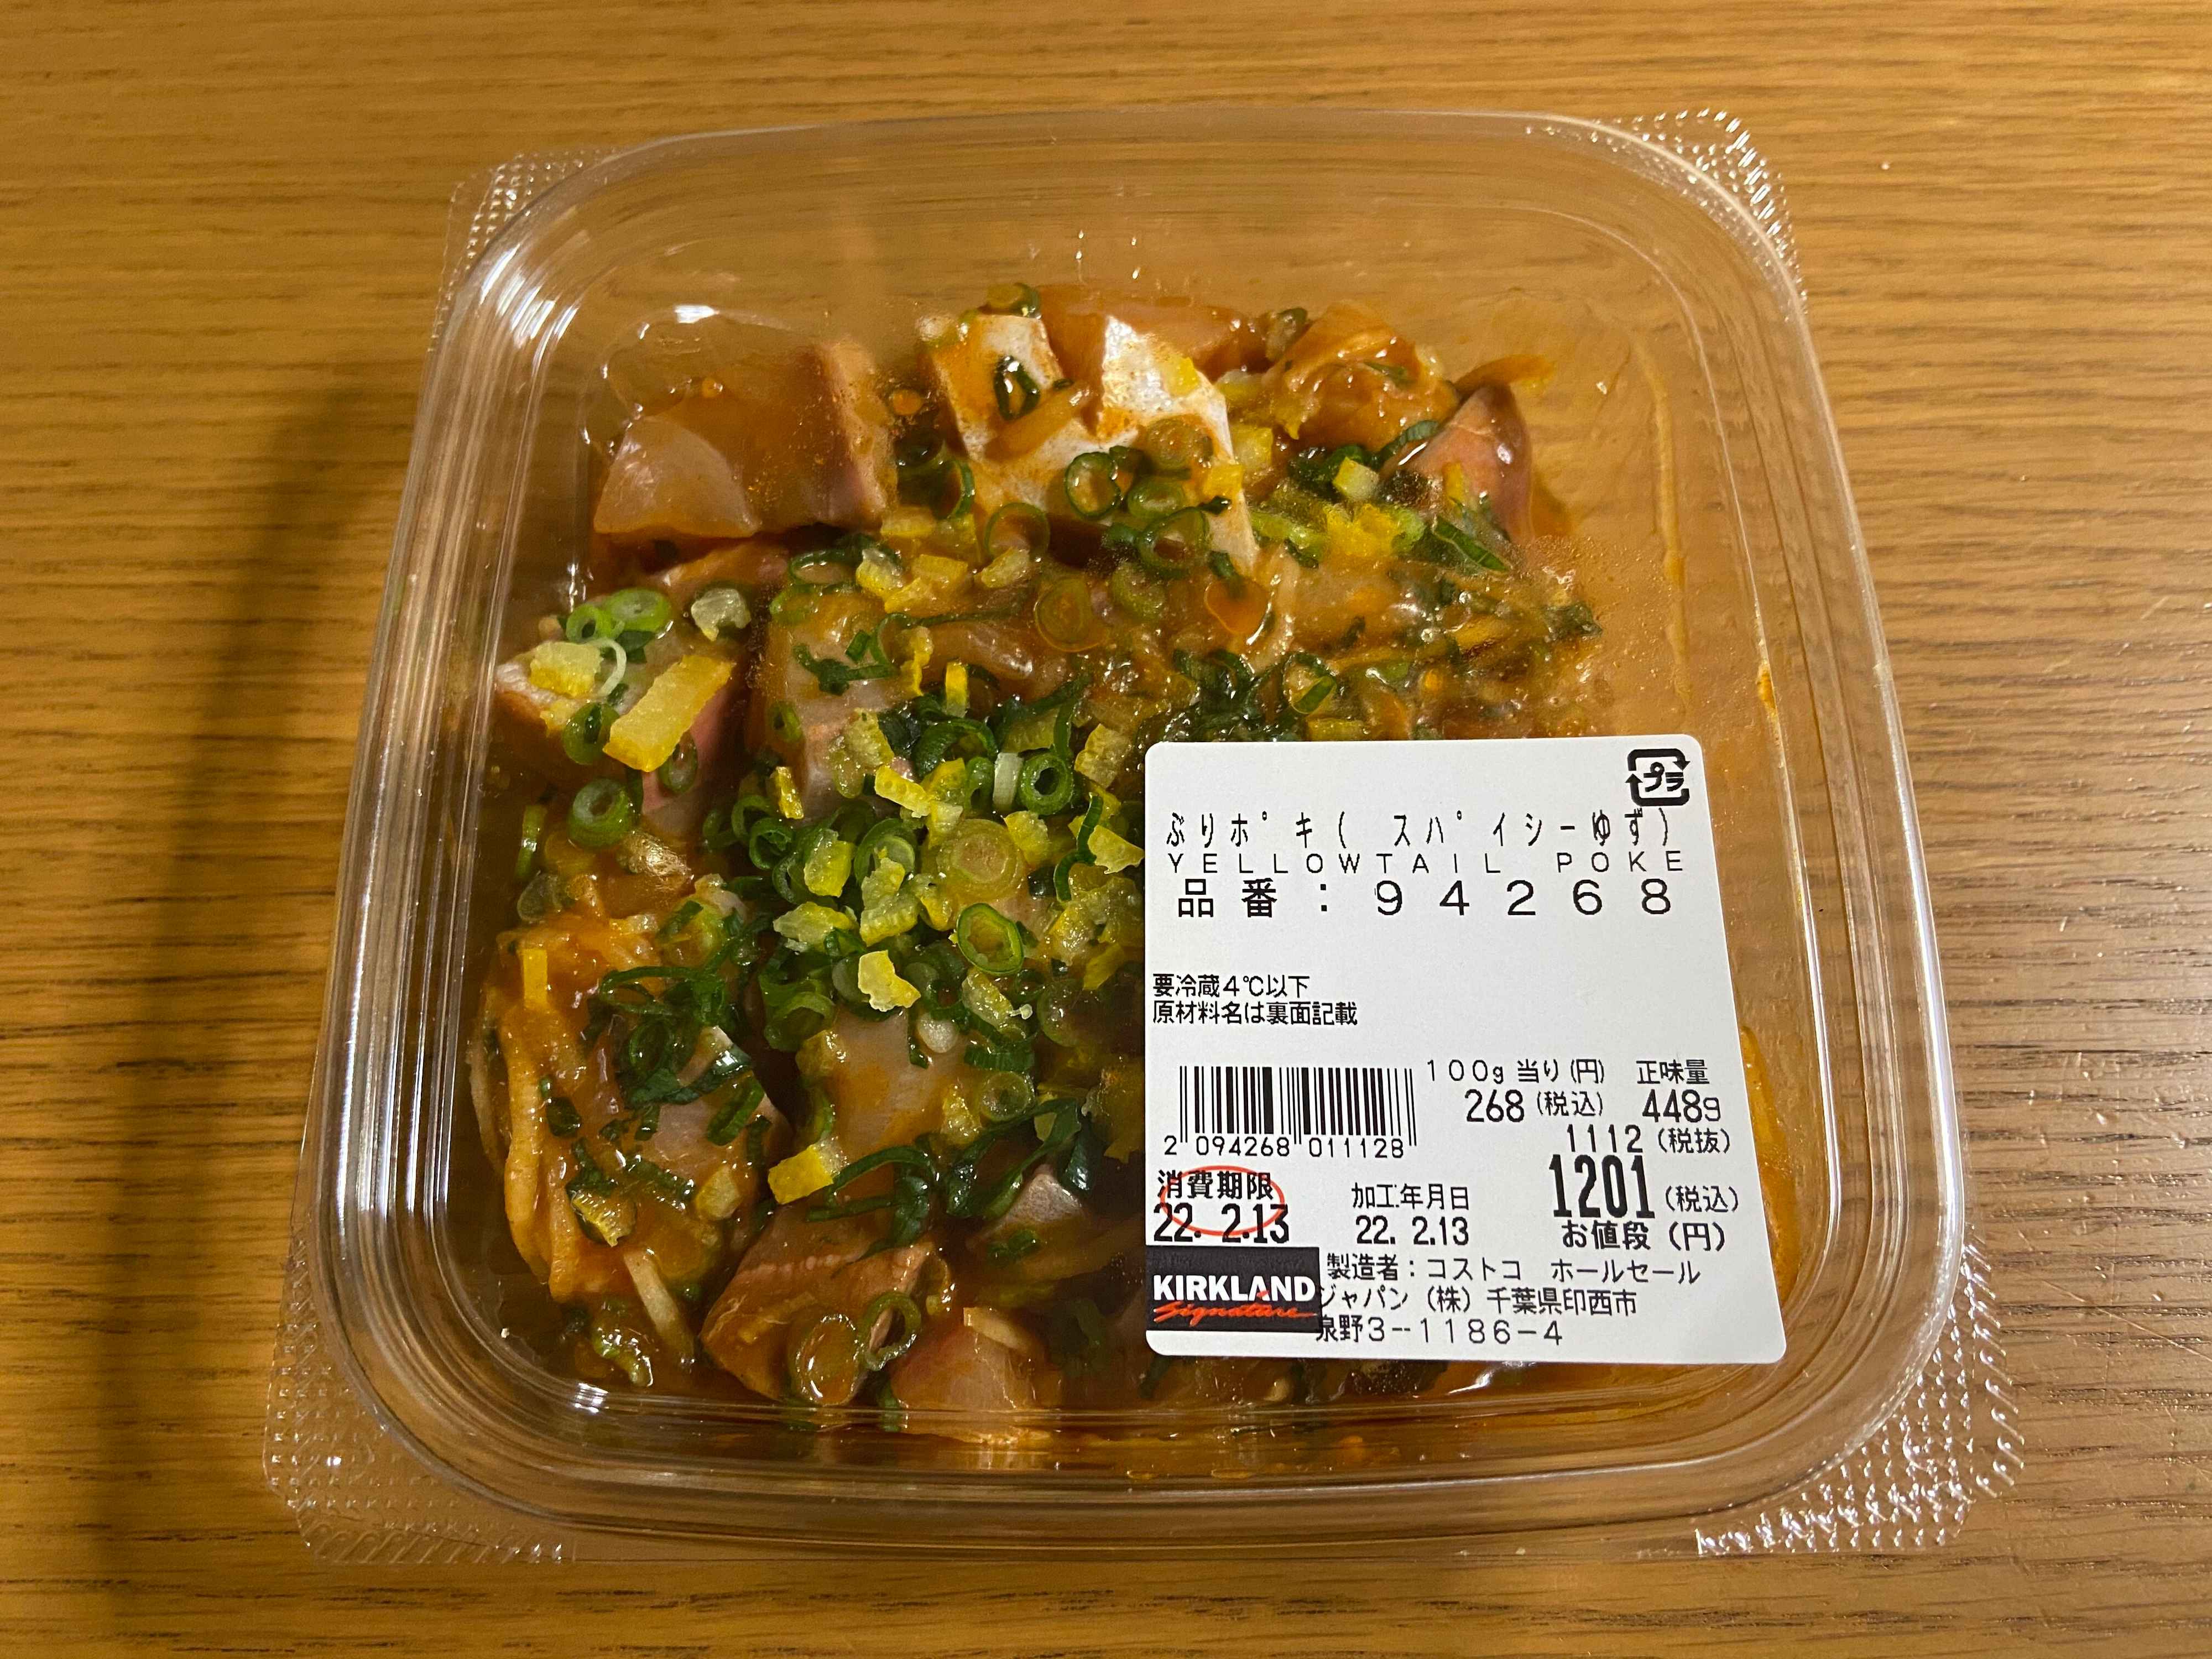 プラ
ぶりポキ( スパイシーゆず)
YELLOWTAIL POKE
品番:94268
要冷蔵4℃以下
原材料名は裏面記載
100g当り(円) 正味量
268(税込) 448g
1112(税抜)
2 094268 011128
1201(税込)
お値段(円)
消費期限 加工年月日
22. 2.13 22. 2.13
KIRKLAND
Signature
製造者:コストコ ホールセール
ジャパン(株)千葉県印西市
泉野3-1186-4